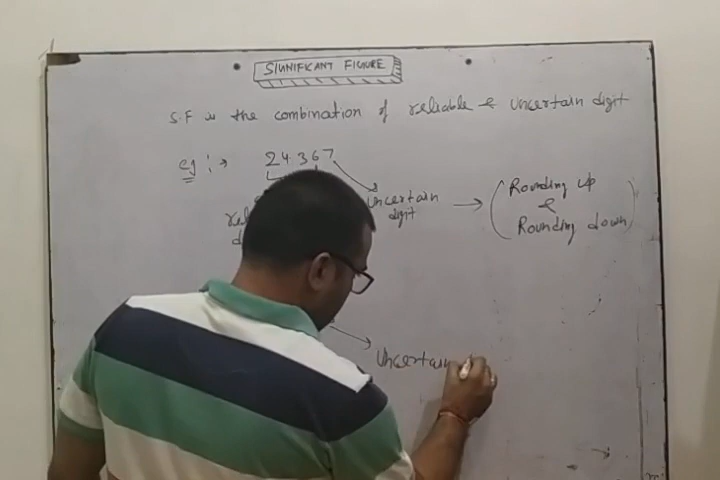 SIGNIFICANT FIGURE
S.F is the combination of reliable & uncertain digit
eg :→ 24.367
Uncertain
digit
→ (Rounding up
&
Rounding down)
Uncertain